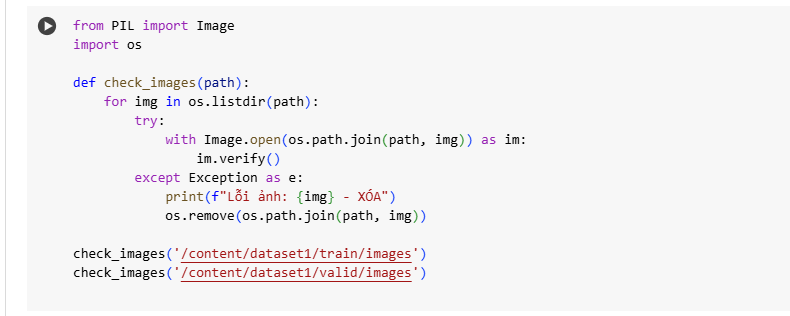 from PIL import Image
import os

def check_images(path):
    for img in os.listdir(path):
        try:
            with Image.open(os.path.join(path, img)) as im:
                im.verify()
        except Exception as e:
            print(f"Lỗi ảnh: {img} - XÓA")
            os.remove(os.path.join(path, img))

check_images('/content/dataset1/train/images')
check_images('/content/dataset1/valid/images')